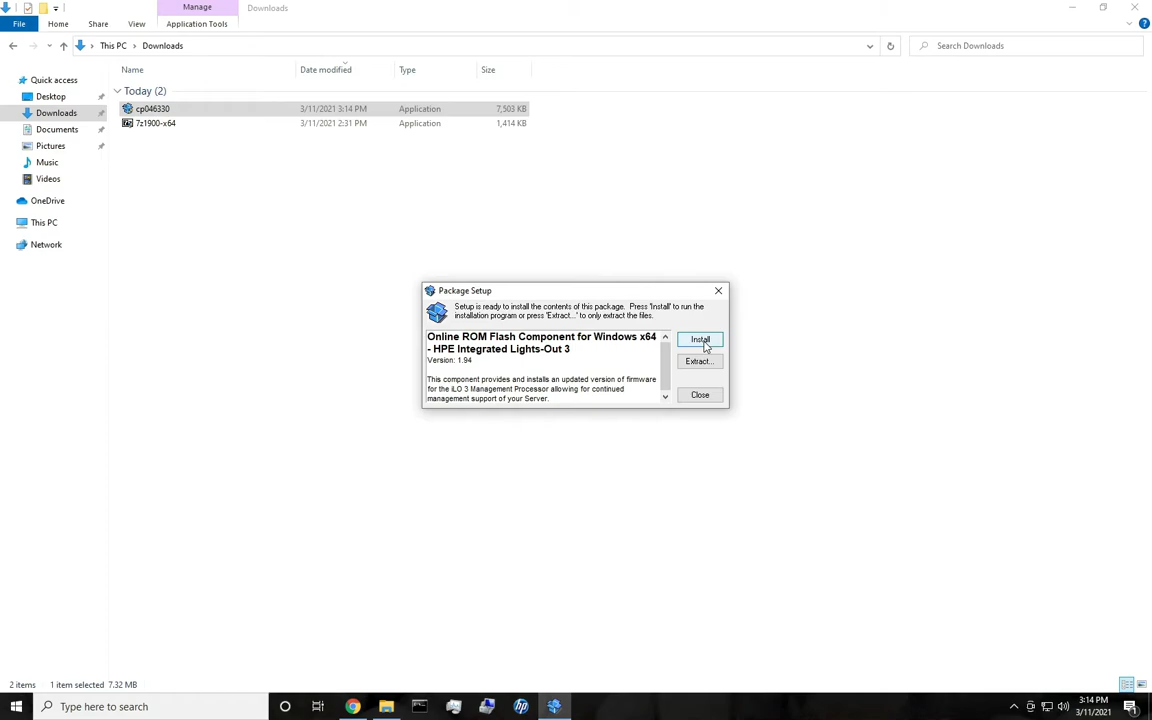 Manage
Downloads
File
Home
Share
View
Application Tools
This PC
Downloads
Search Downloads
Name
Date modified
Type
Size
Quick access
Desktop
Downloads
Documents
Pictures
Music
Videos
OneDrive
This PC
Network
Today (2)
cp046330
3/11/2021 3:14 PM
Application
7,503 KB
7z1900-x64
3/11/2021 2:31 PM
Application
1,414 KB
Package Setup
Setup is ready to install the contents of this package. Press 'Install' to run the
installation program or press 'Extract...' to only extract the files.
Online ROM Flash Component for Windows x64
- HPE Integrated Lights-Out 3
Version: 1.94
This component provides and installs an updated version of firmware
for the iLO 3 Management Processor allowing for continued
management support of your Server.
Install
Extract...
Close
2 items
1 item selected 7.32 MB
Type here to search
3:14 PM
3/11/2021